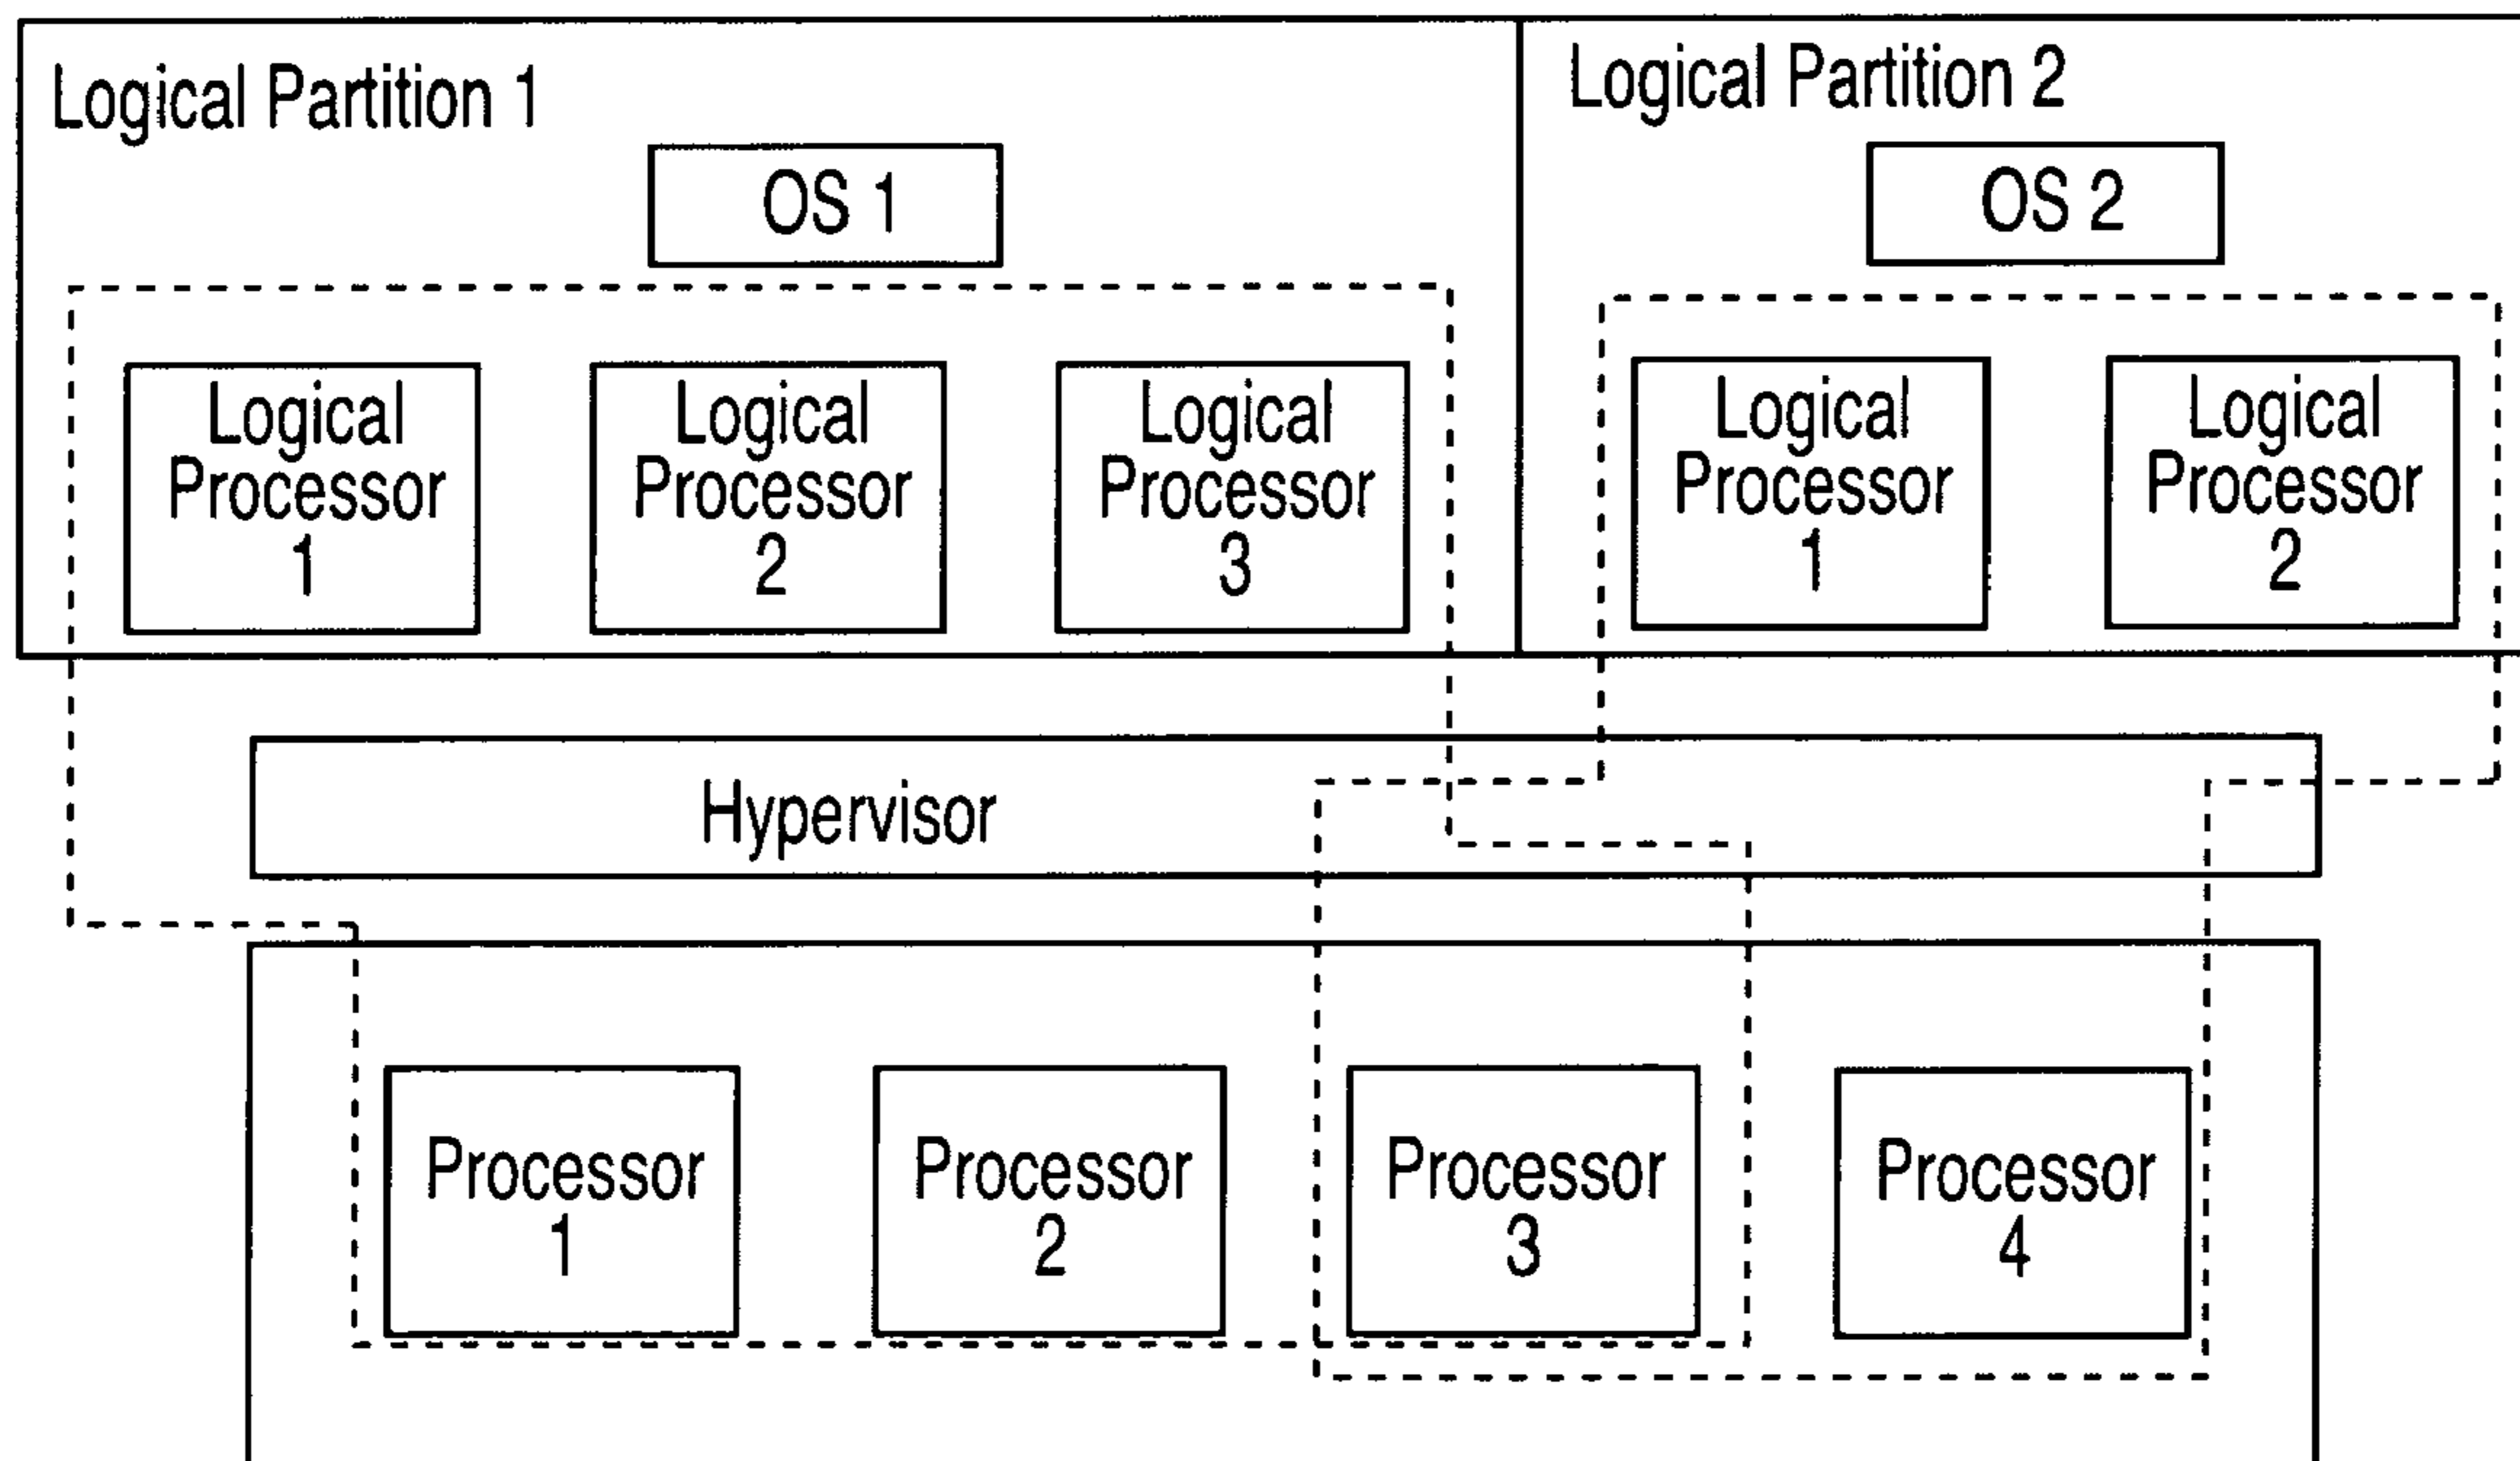 Logical Partition 1
OS 1
Logical
Processor
1
Logical
Processor
2
Logical
Processor
3
Logical Partition 2
OS 2
Logical
Processor
1
Logical
Processor
2
Hypervisor
Processor
1
Processor
2
Processor
3
Processor
4